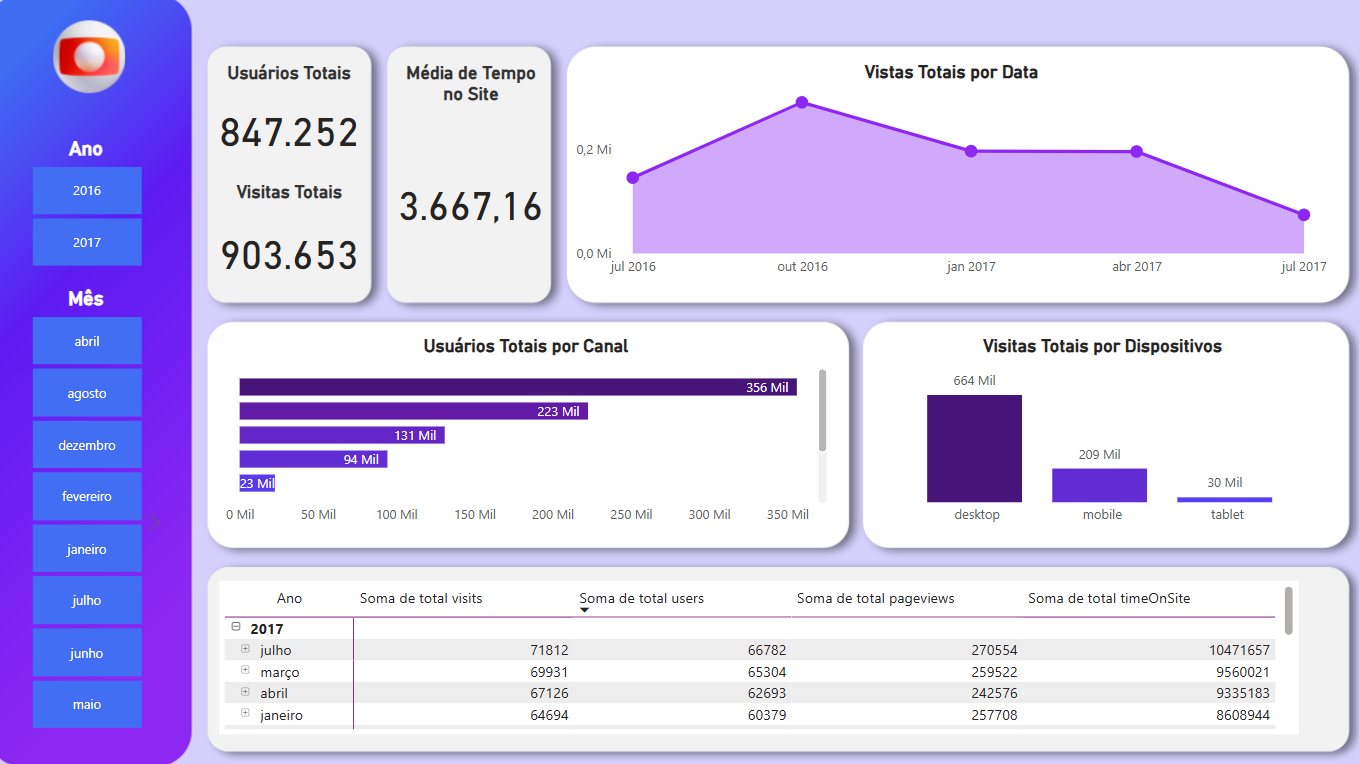 Ano
2016
2017
Mês
abril
agosto
dezembro
fevereiro
janeiro
julho
junho
maio
Usuários Totais
847.252
Visitas Totais
903.653
Média de Tempo
no Site
3.667,16
Vistas Totais por Data
0,2 Mi
0,0 Mi
jul 2016 out 2016 jan 2017 abr 2017 jul 2017
Usuários Totais por Canal
356 Mil
223 Mil
131 Mil
94 Mil
23 Mil
0 Mil 50 Mil 100 Mil 150 Mil 200 Mil 250 Mil 300 Mil 350 Mil
Visitas Totais por Dispositivos
664 Mil
209 Mil
30 Mil
desktop mobile tablet
Ano Soma de total visits Soma de total users Soma de total pageviews Soma de total timeOnSite
2017
julho 71812 66782 270554 10471657
março 69931 65304 259522 9560021
abril 67126 62693 242576 9335183
janeiro 64694 60379 257708 8608944